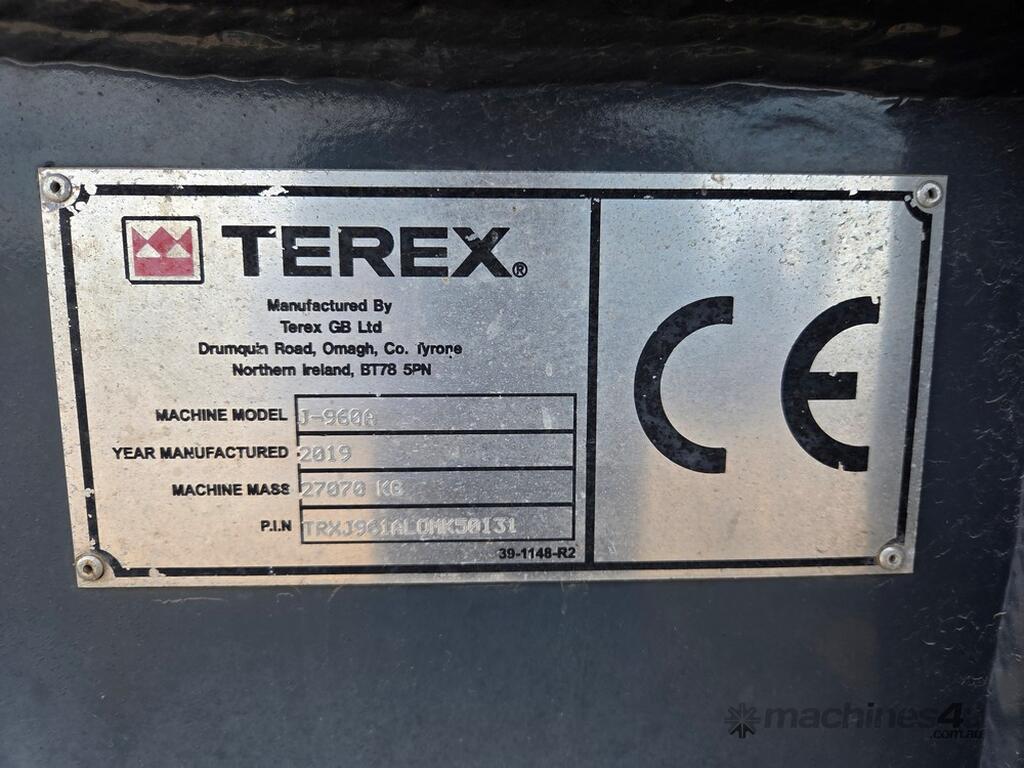 TEREX®
Manufactured By
Terex GB Ltd
Drumquin Road, Omagh, Co. Tyrone
Northern Ireland, BT78 5PN
MACHINE MODEL J-960A
YEAR MANUFACTURED 2019
MACHINE MASS 27070 KG
P.I.N TRXJ961ALOMK50131
39-1148-R2
CE
machines4u
.com.au